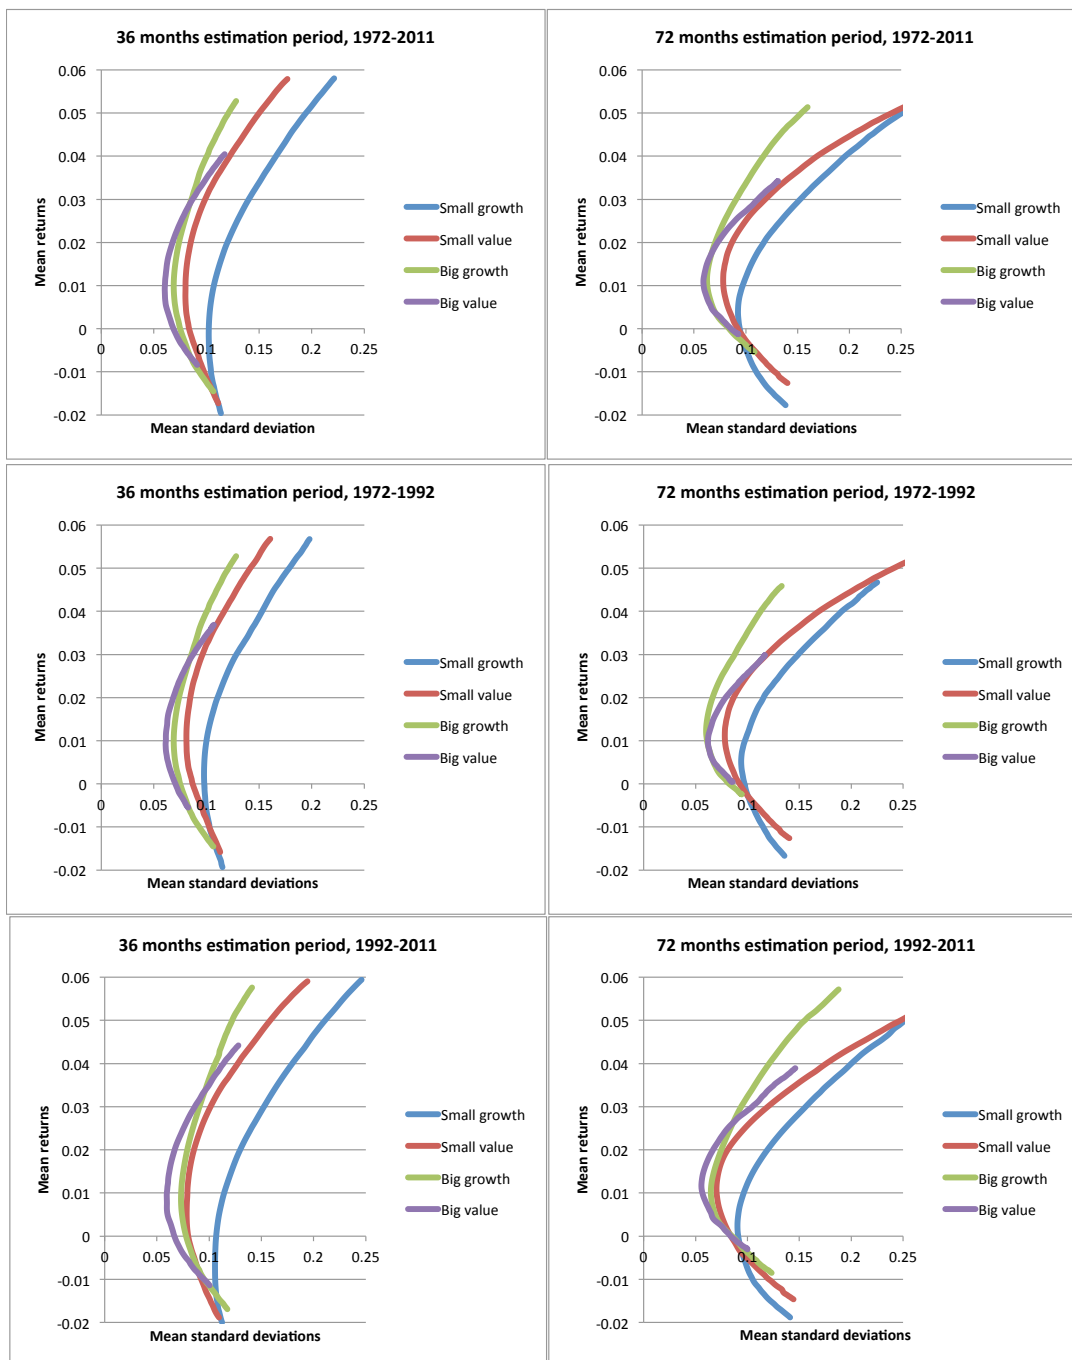 36 months estimation period, 1972-2011
0.06
0.05
0.04
0.03
0.02
0.01
0
-0.01
-0.02
0
0.05
0.1
0.15
0.2
0.25
Mean returns
Mean standard deviation
Small growth
Small value
Big growth
Big value
72 months estimation period, 1972-2011
0.06
0.05
0.04
0.03
0.02
0.01
0
-0.01
-0.02
0
0.05
0.1
0.15
0.2
0.25
Mean returns
Mean standard deviations
Small growth
Small value
Big growth
Big value
36 months estimation period, 1972-1992
0.06
0.05
0.04
0.03
0.02
0.01
0
-0.01
-0.02
0
0.05
0.1
0.15
0.2
0.25
Mean returns
Mean standard deviations
Small growth
Small value
Big growth
Big value
72 months estimation period, 1972-1992
0.06
0.05
0.04
0.03
0.02
0.01
0
-0.01
-0.02
0
0.05
0.1
0.15
0.2
0.25
Mean returns
Mean standard deviations
Small growth
Small value
Big growth
Big value
36 months estimation period, 1992-2011
0.06
0.05
0.04
0.03
0.02
0.01
0
-0.01
-0.02
0
0.05
0.1
0.15
0.2
0.25
Mean returns
Mean standard deviations
Small growth
Small value
Big growth
Big value
72 months estimation period, 1992-2011
0.06
0.05
0.04
0.03
0.02
0.01
0
-0.01
-0.02
0
0.05
0.1
0.15
0.2
0.25
Mean returns
Mean standard deviations
Small growth
Small value
Big growth
Big value